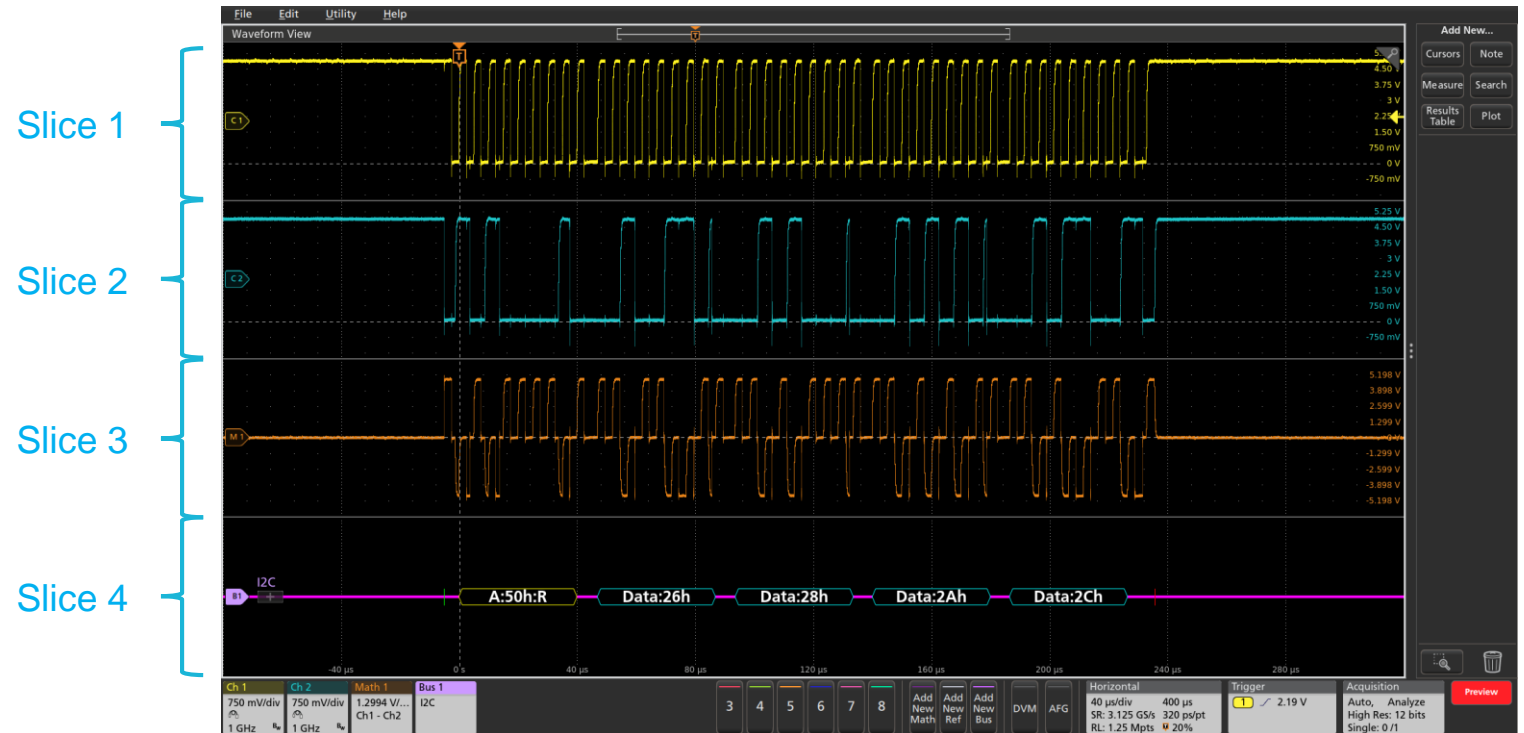 File Edit Utility Help
Waveform View
Add New...
Cursors Note
Measure Search
Results Table Plot
T
T
Slice 1
C 1
4.50 V
3.75 V
3 V
2.25
1.50 V
750 mV
0 V
-750 mV
Slice 2
C 2
5.25 V
4.50 V
3.75 V
3 V
2.25 V
1.50 V
750 mV
0 V
-750 mV
Slice 3
M 1
5.198 V
3.898 V
2.599 V
1.299 V
0 V
-1.299 V
-2.599 V
-3.898 V
-5.198 V
Slice 4
I2C
B1
A:50h:R Data:26h Data:28h Data:2Ah Data:2Ch
-40 µs 0 s 40 µs 80 µs 120 µs 160 µs 200 µs 240 µs 280 µs
Ch 1
750 mV/div
1 GHz Bw
Ch 2
750 mV/div
1 GHz Bw
Math 1
1.2994 V/...
Ch1 - Ch2
Bus 1
I2C
3 4 5 6 7 8
Add New Math
Add New Ref
Add New Bus
DVM AFG
Horizontal
40 µs/div 400 µs
SR: 3.125 GS/s 320 ps/pt
RL: 1.25 Mpts 20%
Trigger
1 2.19 V
Acquisition
Auto, Analyze
High Res: 12 bits
Single: 0 /1
Preview